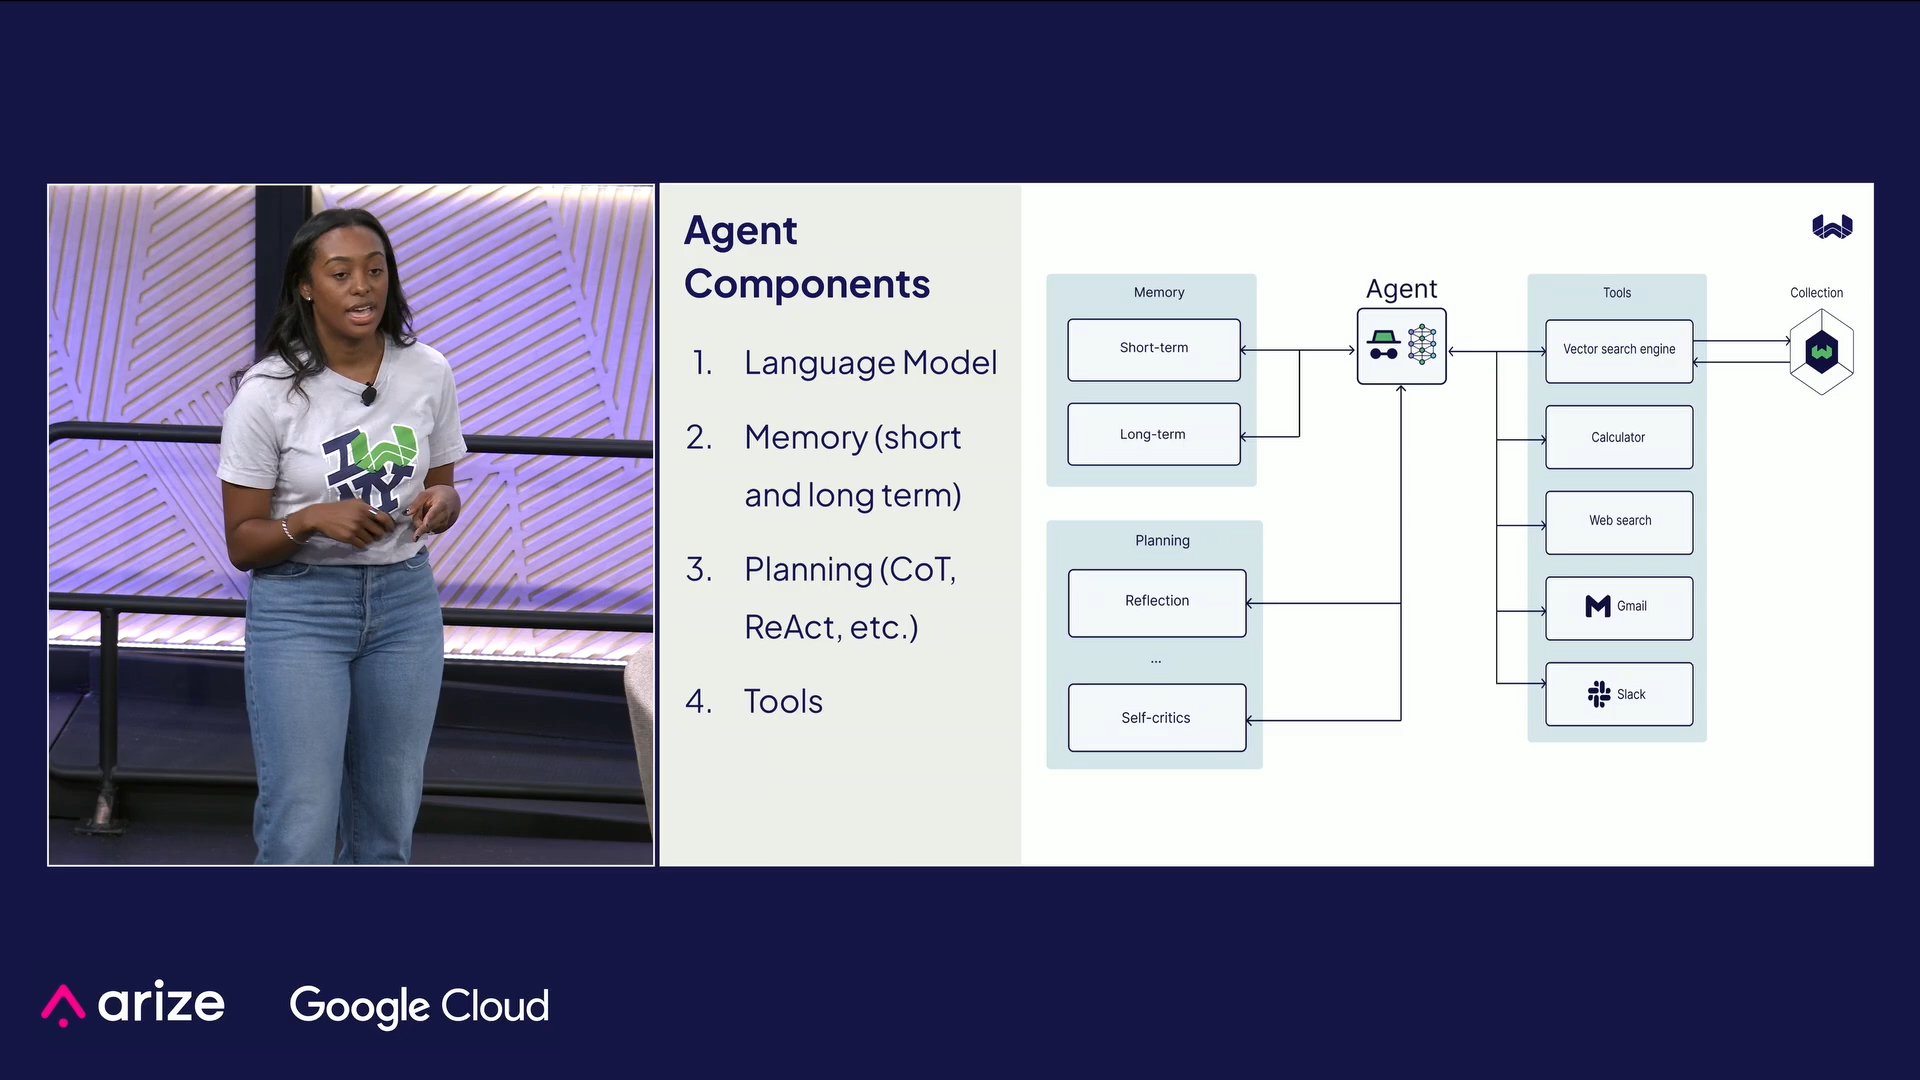 Agent
Components
1. Language Model
2. Memory (short
and long term)
3. Planning (CoT,
ReAct, etc.)
4. Tools
Memory
Short-term
Long-term
Planning
Reflection
...
Self-critics
Agent
Tools
Vector search engine
Calculator
Web search
Gmail
Slack
Collection
arize
Google Cloud